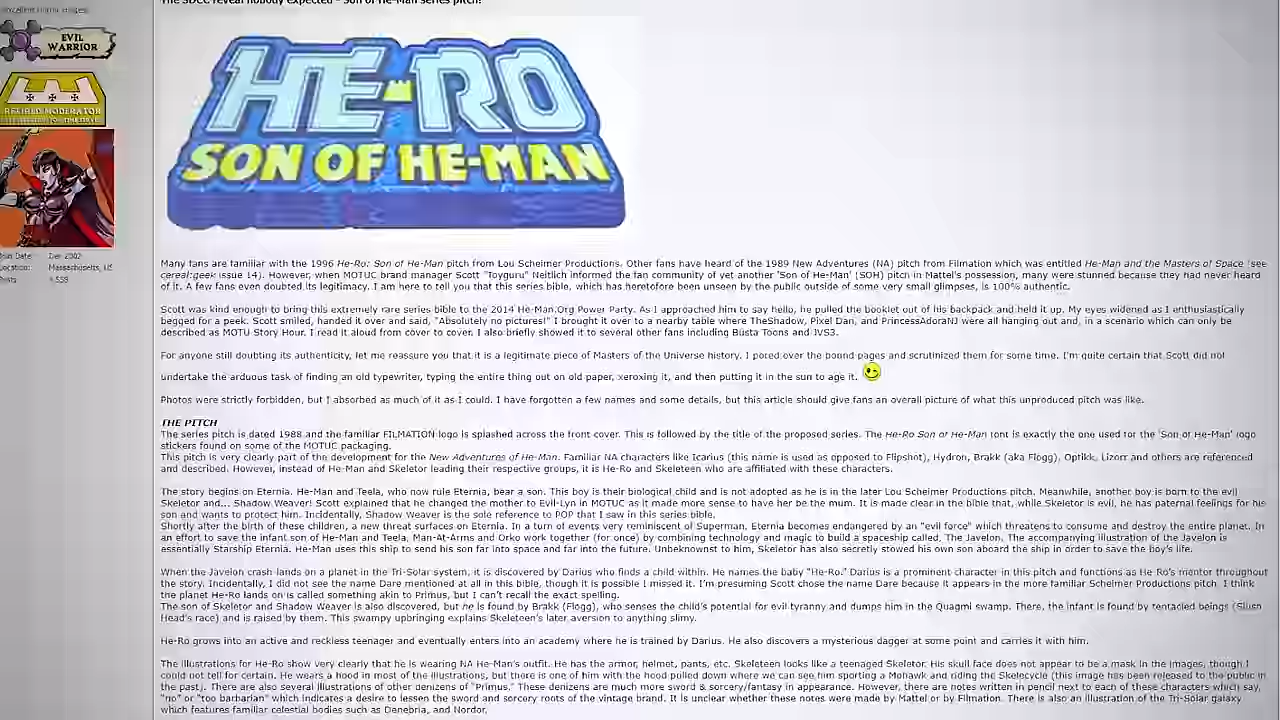 The SDCC reveal nobody expected - Son of He-Man series pitch!
EVIL
WARRIOR
RETIRED MODERATOR
HE-RO
SON OF HE-MAN
Join Date:
Dec 2002
Location:
Massachusetts, US
Posts
Many fans are familiar with the 1996 He-Ro: Son of He-Man pitch from Lou Scheimer Productions. Other fans have heard of the 1989 New Adventures (NA) pitch from Filmation which was entitled He-Man and the Masters of Space (see
cereal:geek issue 14). However, when MOTUC brand manager Scott "Toyguru" Neitlich informed the fan community of yet another 'Son of He-Man' (SOH) pitch in Mattel's possession, many were stunned because they had never heard
of it. A few fans even doubted its legitimacy. I am here to tell you that this series bible, which has heretofore been unseen by the public outside of some very small glimpses, is 100% authentic.
Scott was kind enough to bring this extremely rare series bible to the 2014 He-Man.Org Power Party. As I approached him to say hello, he pulled the booklet out of his backpack and held it up. My eyes widened as I enthusiastically
begged for a peek. Scott smiled, handed it over and said, "Absolutely no pictures!" I brought it over to a nearby table where TheShadow, Pixel Dan, and PrincessAdoraNJ were all hanging out and, in a scenario which can only be
described as MOTU Story Hour, I read it aloud from cover to cover. I also briefly showed it to several other fans including Busta Toons and JVS3.
For anyone still doubting its authenticity, let me reassure you that it is a legitimate piece of Masters of the Universe history. I pored over the bound pages and scrutinized them for some time. I'm quite certain that Scott did not
undertake the arduous task of finding an old typewriter, typing the entire thing out on old paper, xeroxing it, and then putting it in the sun to age it.
Photos were strictly forbidden, but I absorbed as much of it as I could. I have forgotten a few names and some details, but this article should give fans an overall picture of what this unproduced pitch was like.
THE PITCH
The series pitch is dated 1988 and the familiar FILMATION logo is splashed across the front cover. This is followed by the title of the proposed series. The He-Ro Son or He-Man font is exactly the one used for the 'Son of He-Man' logo
stickers found on some of the MOTUC packaging.
This pitch is very clearly part of the development for the New Adventures of He-Man. Familiar NA characters like Icarius (this name is used as opposed to Flipshot), Hydron, Brakk (aka Flogg), Optikk, Lizorr and others are referenced
and described. However, instead of He-Man and Skeletor leading their respective groups, it is He-Ro and Skeleteen who are affiliated with these characters.
The story begins on Eternia. He-Man and Teela, who now rule Eternia, bear a son. This boy is their biological child and is not adopted as he is in the later Lou Scheimer Productions pitch. Meanwhile, another boy is born to the evil
Skeletor and... Shadow Weaver! Scott explained that he changed the mother to Evil-Lyn in MOTUC as it made more sense to have her be the mum. It is made clear in the bible that, while Skeletor is evil, he has paternal feelings for his
son and wants to protect him. Incidentally, Shadow Weaver is the sole reference to POP that I saw in this series bible.
Shortly after the birth of these children, a new threat surfaces on Eternia. In a turn of events very reminiscent of Superman, Eternia becomes endangered by an "evil force" which threatens to consume and destroy the entire planet. In
an effort to save the infant son of He-Man and Teela, Man-At-Arms and Orko work together (for once) by combining technology and magic to build a spaceship called, The Javelon. The accompanying illustration of the Javelon is
essentially Starship Eternia. He-Man uses this ship to send his son far into space and far into the future. Unbeknownst to him, Skeletor has also secretly stowed his own son aboard the ship in order to save the boy's life.
When the Javelon crash lands on a planet in the Tri-Solar system, it is discovered by Darius who finds a child within. He names the baby "He-Ro." Darius is a prominent character in this pitch and functions as He Ro's mentor throughout
the story. Incidentally, I did not see the name Dare mentioned at all in this bible, though it is possible I missed it. I'm presuming Scott chose the name Dare because it appears in the more familiar Scheimer Productions pitch. I think
the planet He-Ro lands on is called something akin to Primus, but I can't recall the exact spelling.
The son of Skeletor and Shadow Weaver is also discovered, but he is found by Brakk (Flogg), who senses the child's potential for evil tyranny and dumps him in the Quagmi swamp. There, the infant is found by tentacled beings (Slush
Head's race) and is raised by them. This swampy upbringing explains Skeleteen's later aversion to anything slimy.
He-Ro grows into an active and reckless teenager and eventually enters into an academy where he is trained by Darius. He also discovers a mysterious dagger at some point and carries it with him.
The illustrations for He-Ro show very clearly that he is wearing NA He-Man's outfit. He has the armor, helmet, pants, etc. Skeleteen looks like a teenaged Skeletor. His skull face does not appear to be a mask in the images, though I
could not tell for certain. He wears a hood in most of the illustrations, but there is one of him with the hood pulled down where we can see him sporting a Mohawk and riding the Skelecycle (this image has been released to the public in
the past). There are also several illustrations of other denizens of "Primus." These denizens are much more sword & sorcery/fantasy in appearance. However, there are notes written in pencil next to each of these characters which say,
"no" or "too barbarian" which indicates a desire to lessen the sword and sorcery roots of the vintage brand. It is unclear whether these notes were made by Mattel or by Filmation. There is also an illustration of the Tri-Solar galaxy
which features familiar celestial bodies such as Denebria, and Nordor.